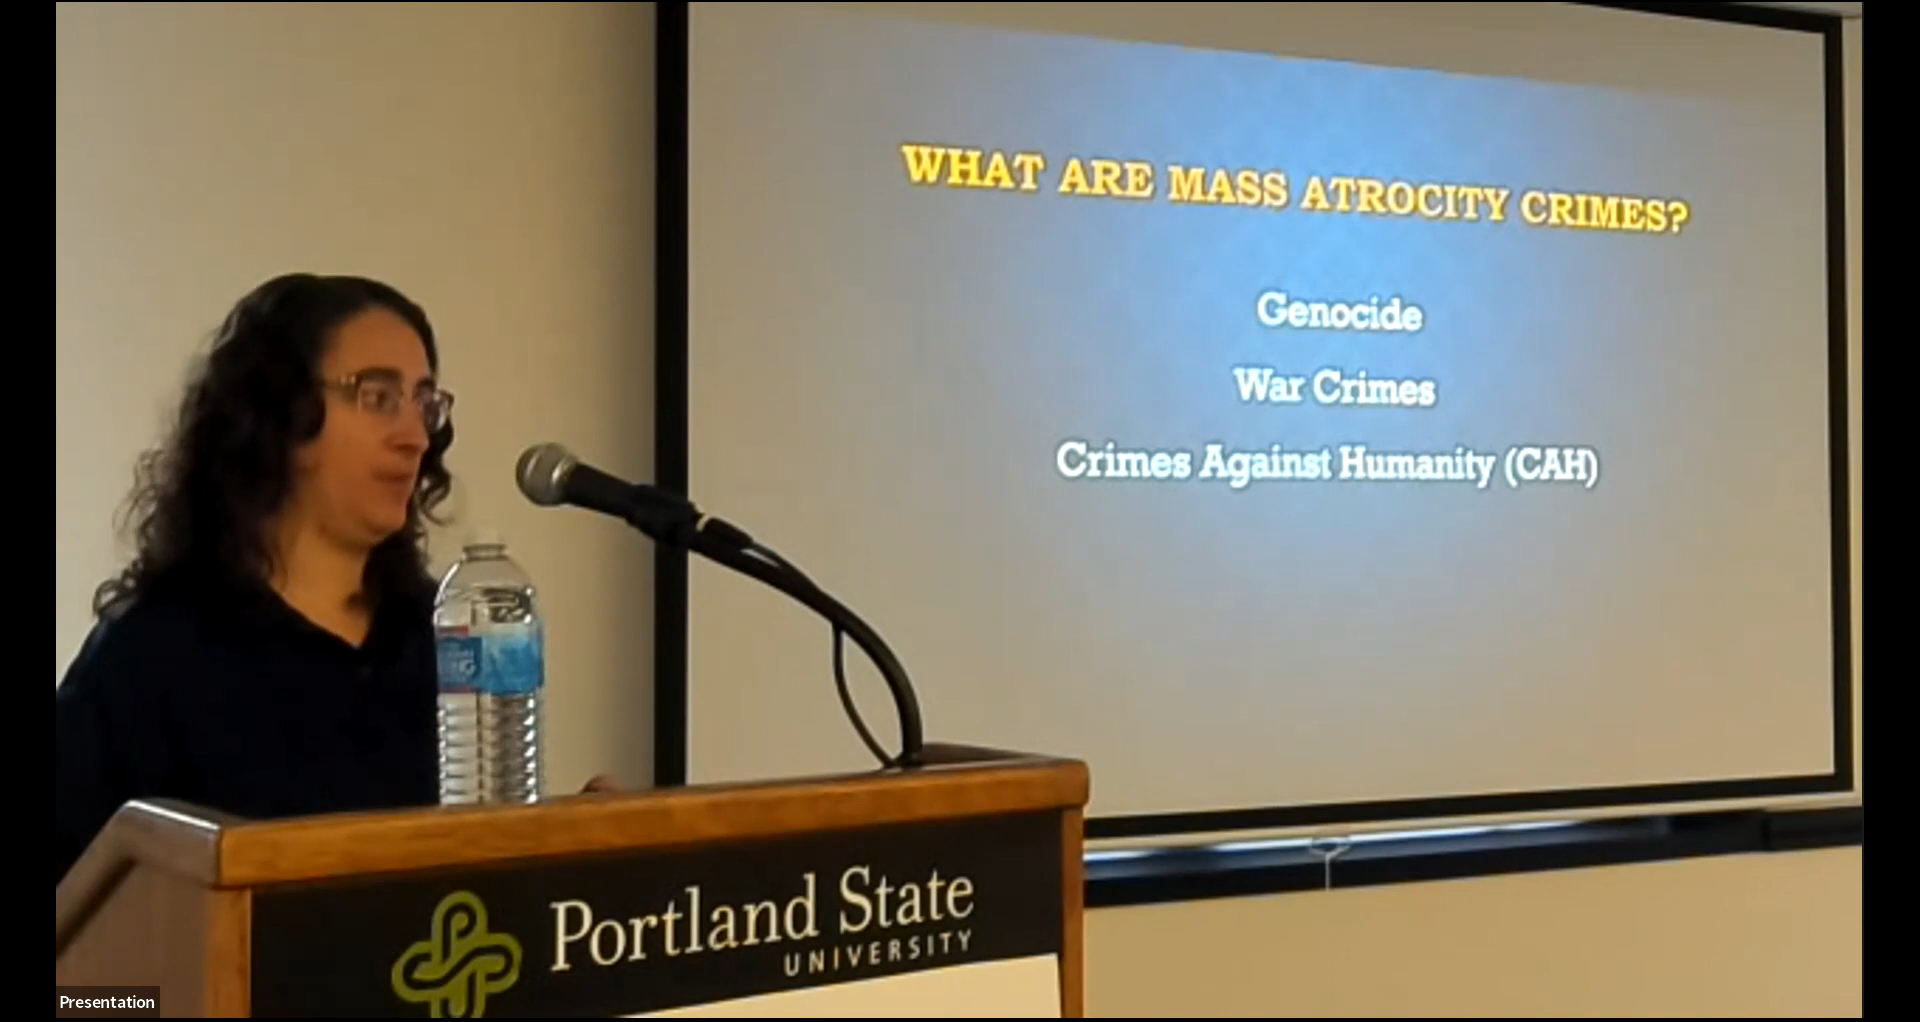 WHAT ARE MASS ATROCITY CRIMES?
Genocide
War Crimes
Crimes Against Humanity (CAH)
Portland State
UNIVERSITY
Presentation